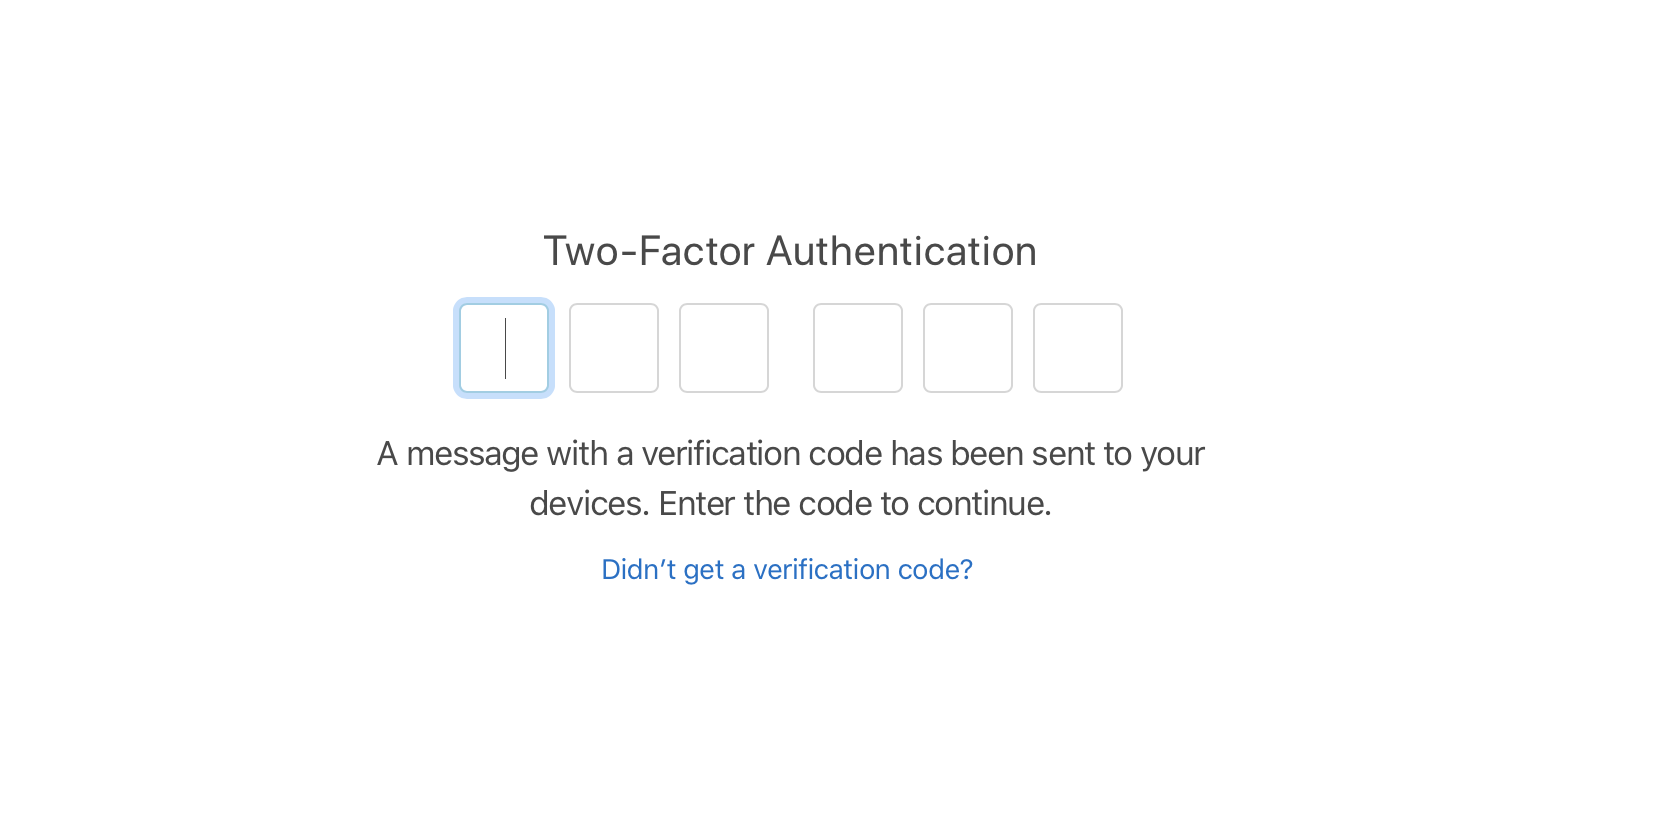 Two-Factor Authentication
A message with a verification code has been sent to your
devices. Enter the code to continue.
Didn’t get a verification code?